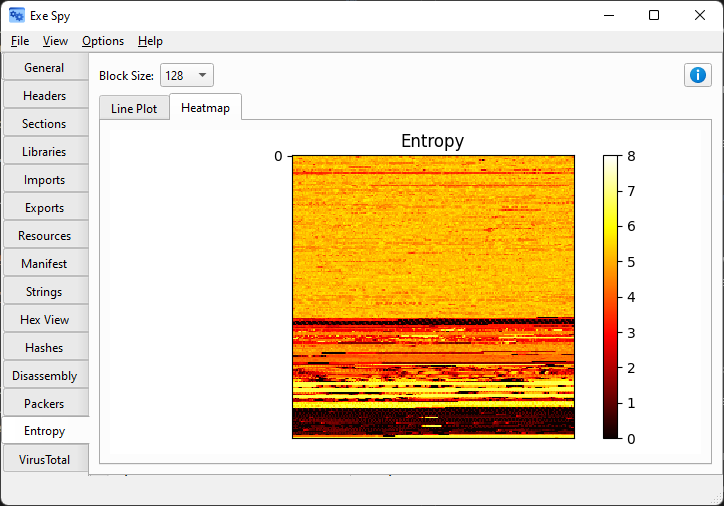 Exe Spy
File View Options Help
General
Headers
Sections
Libraries
Imports
Exports
Resources
Manifest
Strings
Hex View
Hashes
Disassembly
Packers
Entropy
VirusTotal
Block Size: 128
Line Plot Heatmap
Entropy
0
8
7
6
5
4
3
2
1
0